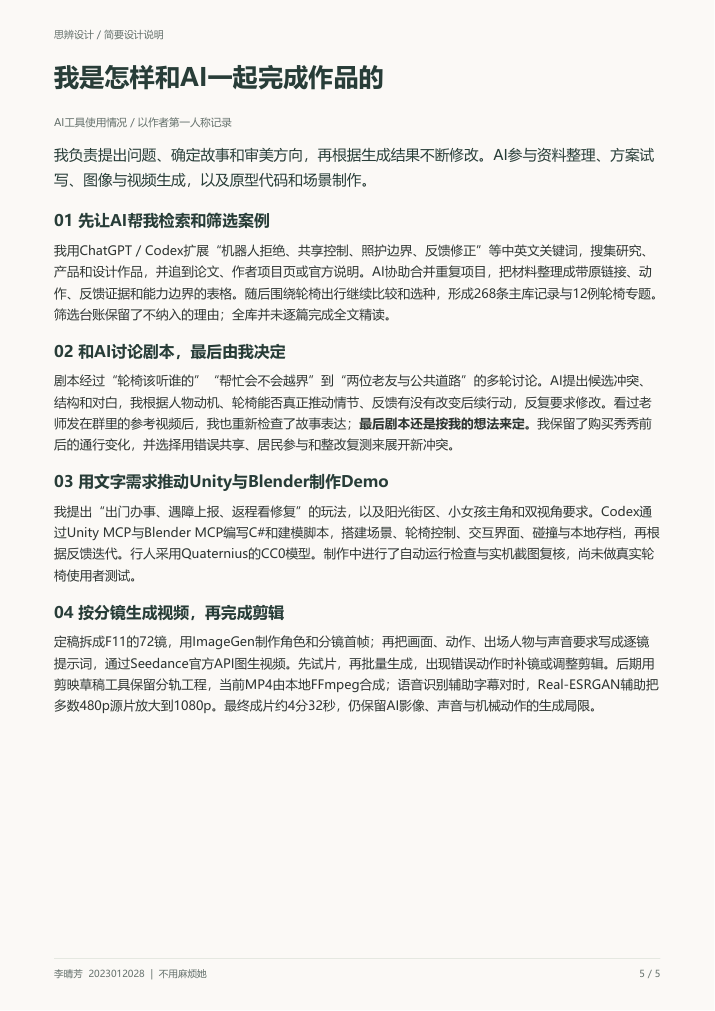 思辨设计 / 简要设计说明
我是怎样和AI一起完成作品的
AI工具使用情况 / 以作者第一人称记录
我负责提出问题、确定故事和审美方向，再根据生成结果不断修改。AI参与资料整理、方案试
写、图像与视频生成，以及原型代码和场景制作。
01 先让AI帮我检索和筛选案例
我用ChatGPT / Codex扩展“机器人拒绝、共享控制、照护边界、反馈修正”等中英文关键词，搜集研究、
产品和设计作品，并追到论文、作者项目页或官方说明。AI协助合并重复项目，把材料整理成带原链接、动
作、反馈证据和能力边界的表格。随后围绕轮椅出行继续比较和选种，形成268条主库记录与12例轮椅专题。
筛选台账保留了不纳入的理由；全库并未逐篇完成全文精读。
02 和AI讨论剧本，最后由我决定
剧本经过“轮椅该听谁的”“帮忙会不会越界”到“两位老友与公共道路”的多轮讨论。AI提出候选冲突、
结构和对白，我根据人物动机、轮椅能否真正推动情节、反馈有没有改变后续行动，反复要求修改。看过老
师发在群里的参考视频后，我也重新检查了故事表达；最后剧本还是按我的想法来定。我保留了购买秀秀前
后的通行变化，并选择用错误共享、居民参与和整改复测来展开新冲突。
03 用文字需求推动Unity与Blender制作Demo
我提出“出门办事、遇障上报、返程看修复”的玩法，以及阳光街区、小女孩主角和双视角要求。Codex通
过Unity MCP与Blender MCP编写C#和建模脚本，搭建场景、轮椅控制、交互界面、碰撞与本地存档，再根
据反馈迭代。行人采用Quaternius的CC0模型。制作中进行了自动运行检查与实机截图复核，尚未做真实轮
椅使用者测试。
04 按分镜生成视频，再完成剪辑
定稿拆成F11的72镜，用ImageGen制作角色和分镜首帧；再把画面、动作、出场人物与声音要求写成逐镜
提示词，通过Seedance官方API图生视频。先试片，再批量生成，出现错误动作时补镜或调整剪辑。后期用
剪映草稿工具保留分轨工程，当前MP4由本地FFmpeg合成；语音识别辅助字幕对时，Real-ESRGAN辅助把
多数480p源片放大到1080p。最终成片约4分32秒，仍保留AI影像、声音与机械动作的生成局限。
李晴芳 2023012028 | 不用麻烦她
5 / 5